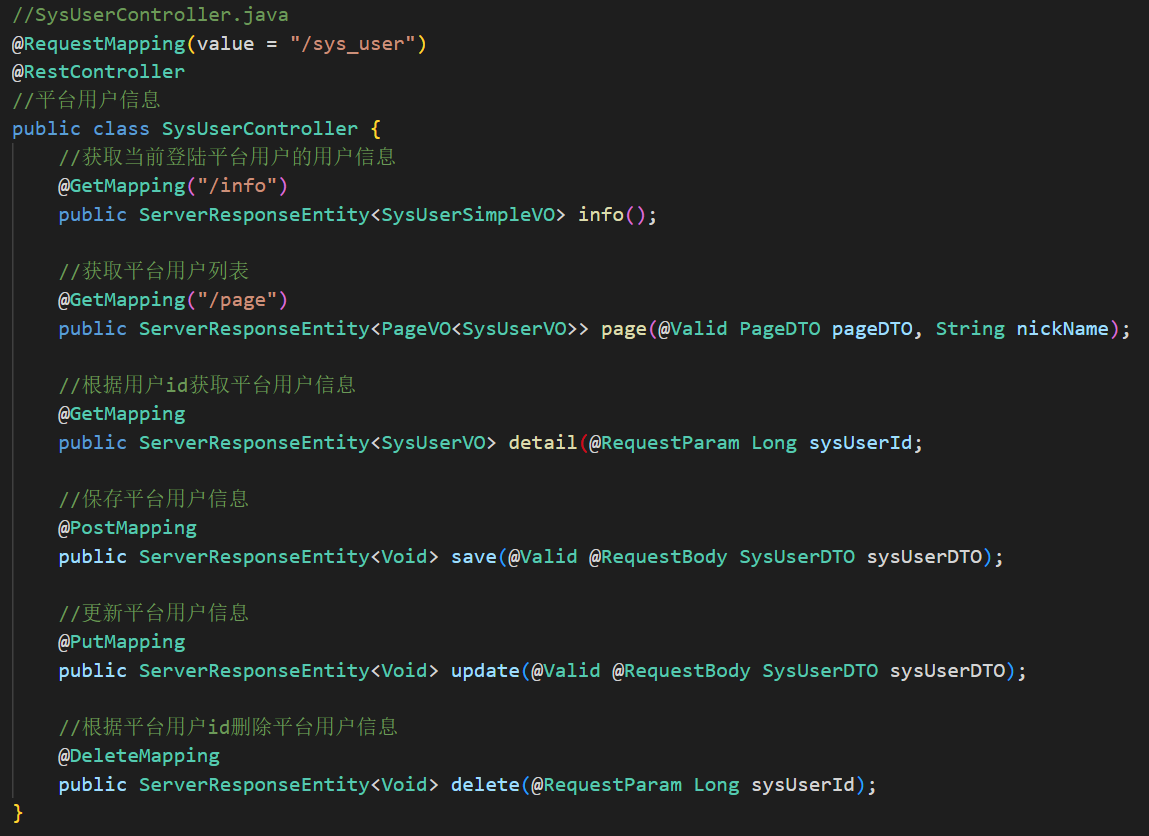 //SysUserController.java
@RequestMapping(value = "/sys_user")
@RestController
//平台用户信息
public class SysUserController {
//获取当前登陆平台用户的用户信息
@GetMapping("/info")
public ServerResponseEntity<SysUserSimpleVO> info();
//获取平台用户列表
@GetMapping("/page")
public ServerResponseEntity<PageVO<SysUserVO>> page(@Valid PageDTO pageDTO, String nickName);
//根据用户id获取平台用户信息
@GetMapping
public ServerResponseEntity<SysUserVO> detail(@RequestParam Long sysUserId;
//保存平台用户信息
@PostMapping
public ServerResponseEntity<Void> save(@Valid @RequestBody SysUserDTO sysUserDTO);
//更新平台用户信息
@PutMapping
public ServerResponseEntity<Void> update(@Valid @RequestBody SysUserDTO sysUserDTO);
//根据平台用户id删除平台用户信息
@DeleteMapping
public ServerResponseEntity<Void> delete(@RequestParam Long sysUserId);
}